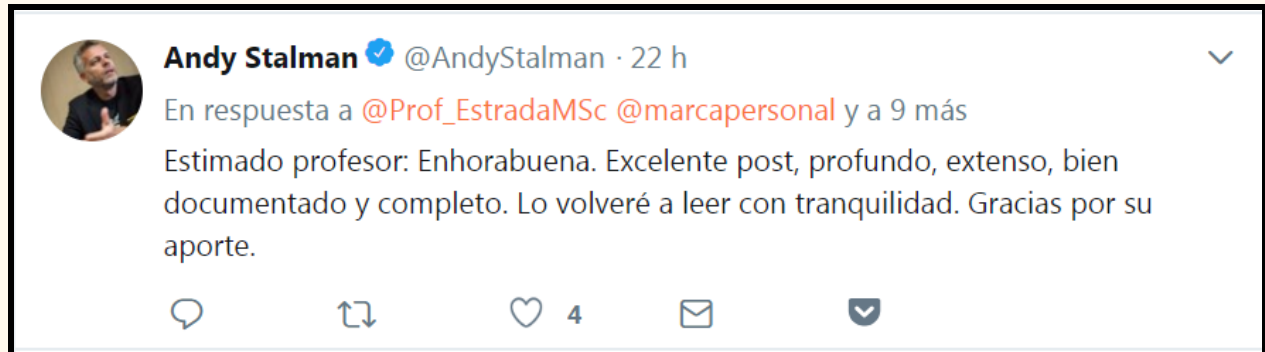 Andy Stalman @AndyStalman · 22 h
En respuesta a @Prof_EstradaMSc @marcapersonal y a 9 más
Estimado profesor: Enhorabuena. Excelente post, profundo, extenso, bien
documentado y completo. Lo volveré a leer con tranquilidad. Gracias por su
aporte.
4